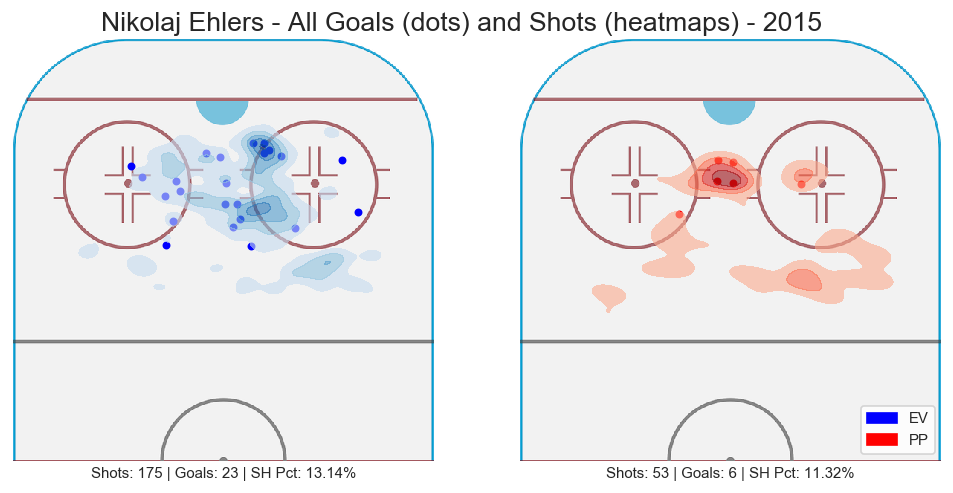 Nikolaj Ehlers - All Goals (dots) and Shots (heatmaps) - 2015
EV
PP
Shots: 175 | Goals: 23 | SH Pct: 13.14%
Shots: 53 | Goals: 6 | SH Pct: 11.32%